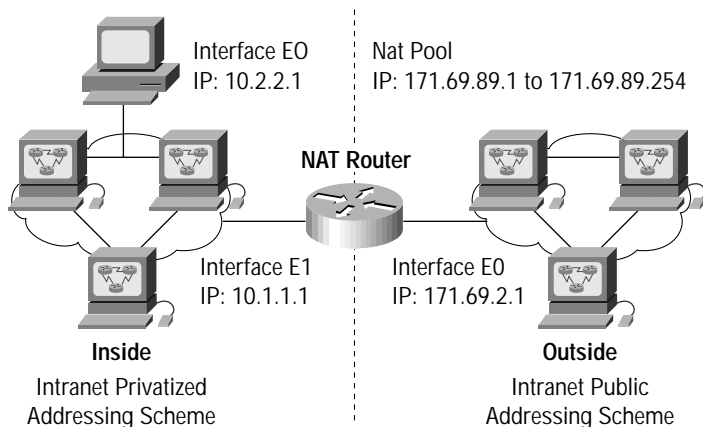 Interface EO
IP: 10.2.2.1
Nat Pool
IP: 171.69.89.1 to 171.69.89.254
NAT Router
Interface E1
IP: 10.1.1.1
Interface E0
IP: 171.69.2.1
Inside
Intranet Privatized
Addressing Scheme
Outside
Intranet Public
Addressing Scheme